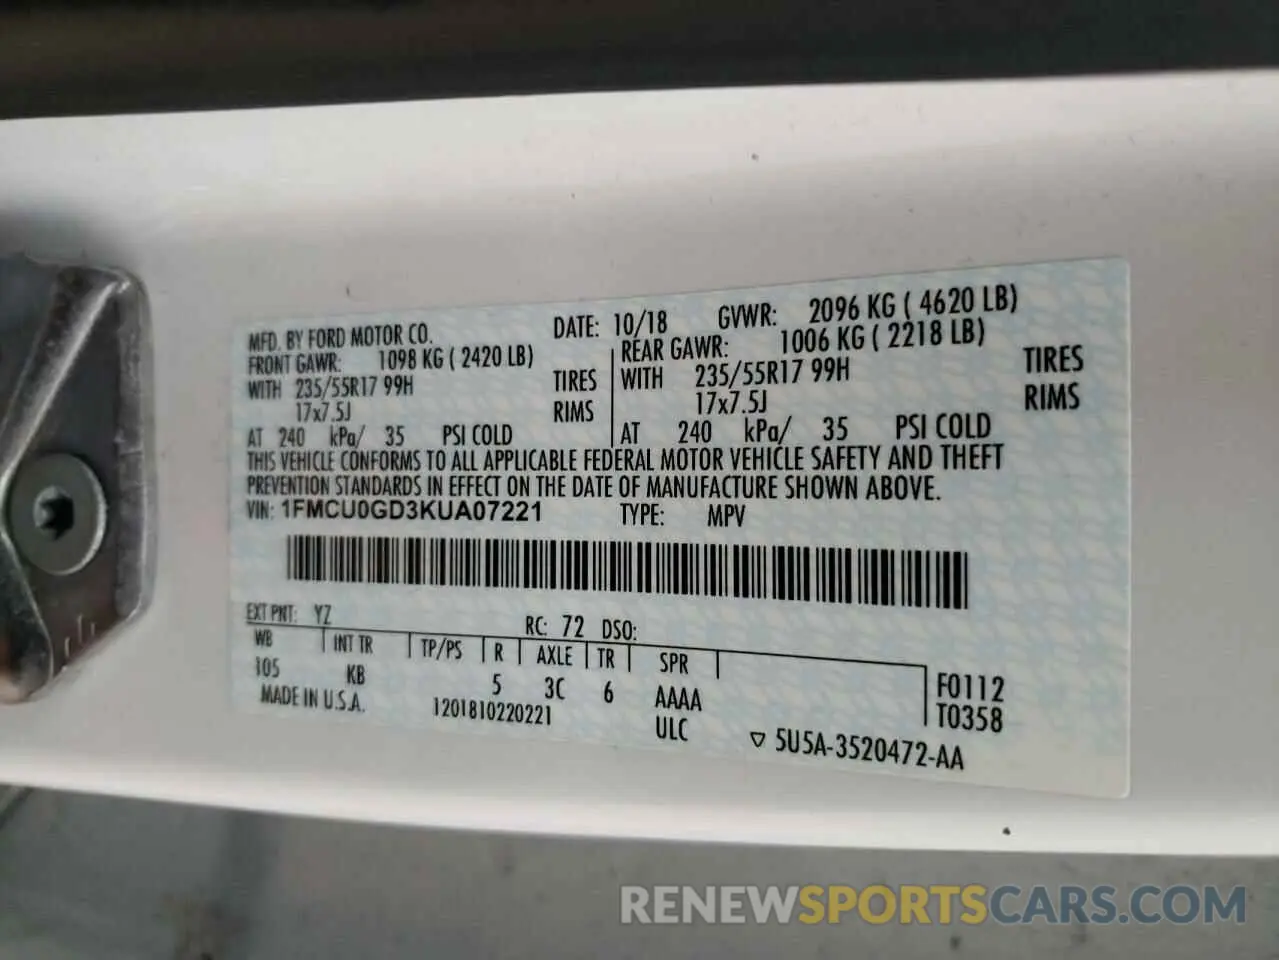 MFD. BY FORD MOTOR CO. DATE: 10/18 GVWR: 2096 KG ( 4620 LB)
FRONT GAWR: 1098 KG ( 2420 LB) REAR GAWR: 1006 KG ( 2218 LB)
WITH 235/55R17 99H TIRES WITH 235/55R17 99H TIRES
17x7.5J RIMS 17x7.5J RIMS
AT 240 kPa/ 35 PSI COLD AT 240 kPa/ 35 PSI COLD
THIS VEHICLE CONFORMS TO ALL APPLICABLE FEDERAL MOTOR VEHICLE SAFETY AND THEFT
PREVENTION STANDARDS IN EFFECT ON THE DATE OF MANUFACTURE SHOWN ABOVE.
VIN: 1FMCU0GD3KUA07221 TYPE: MPV
EXT PNT: YZ RC: 72 DSO:
WB INT TR TP/PS R AXLE TR SPR
105 KB 5 3C 6 AAAA F0112
MADE IN U.S.A. 1201810220221 ULC T0358
▽ 5U5A-3520472-AA
RENEWSPORTSCARS.COM